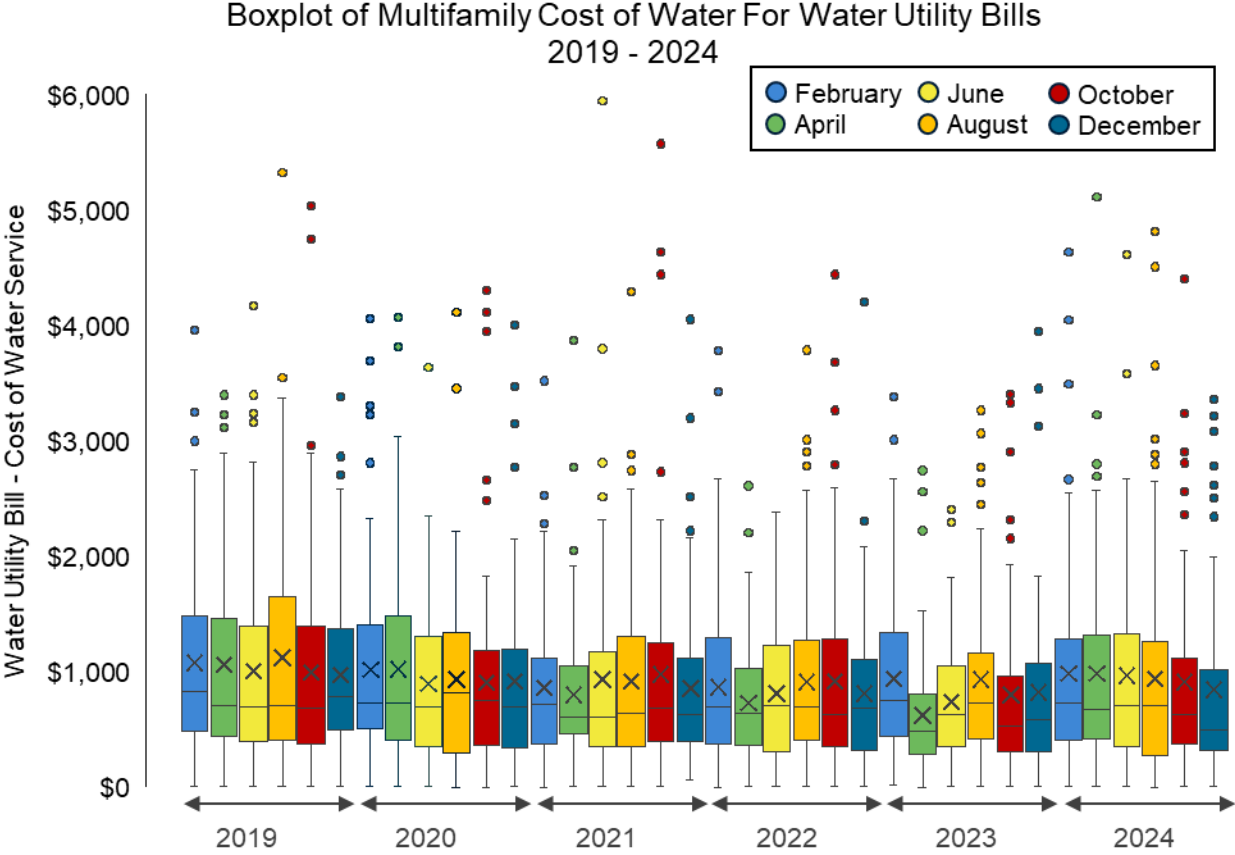 Boxplot of Multifamily Cost of Water For Water Utility Bills
2019 - 2024
February June October
April August December
Water Utility Bill - Cost of Water Service
$6,000
$5,000
$4,000
$3,000
$2,000
$1,000
$0
2019 2020 2021 2022 2023 2024